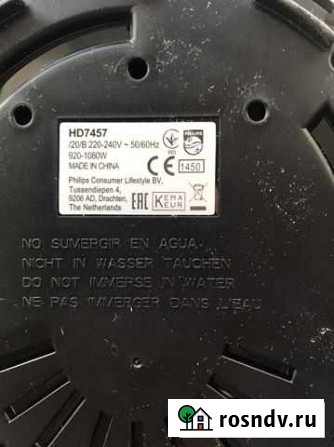 HD7457
/20/B 220-240V ~ 50/60Hz
920-1080W
MADE IN CHINA
PHILIPS
CE 1450
Philips Consumer Lifestyle BV,
Tussendiepen 4,
9206 AD, Drachten,
The Netherlands
EAC
KEMA
KEUR
NO SUMERGIR EN AGUA
NICHT IN WASSER TAUCHEN
DO NOT IMMERSE IN WATER
NE PAS IMMERGER DANS L'EAU
rosndv.ru